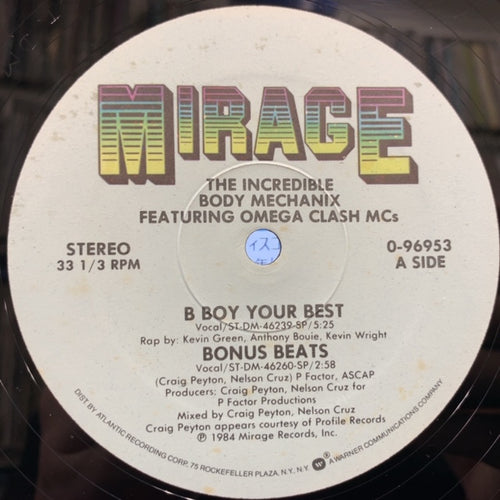 MIRAGE
THE INCREDIBLE
BODY MECHANIX
FEATURING OMEGA CLASH MCs
STEREO
33 1/3 RPM
0-96953
A SIDE
B BOY YOUR BEST
Vocal/ST-DM-46239-SP/5:25
Rap by: Kevin Green, Anthony Bouie, Kevin Wright
BONUS BEATS
Vocal/ST-DM-46260-SP/2:58
(Craig Peyton, Nelson Cruz) P Factor, ASCAP
Producers; Craig Peyton, Nelson Cruz for
P Factor Productions
Mixed by Craig Peyton, Nelson Cruz
Craig Peyton appears courtesy of Profile Records
℗ 1984 Mirage Records, Inc.
DIST. BY ATLANTIC RECORDING CORP. 75 ROCKEFELLER PLAZA, N.Y., N.Y. A WARNER COMMUNICATIONS COMPANY